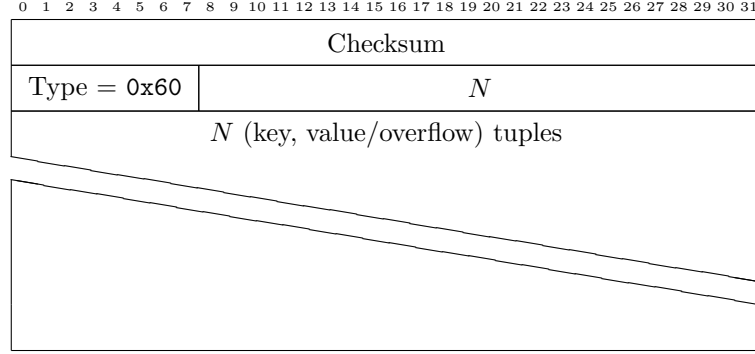 0 1 2 3 4 5 6 7 8 9 10 11 12 13 14 15 16 17 18 19 20 21 22 23 24 25 26 27 28 29 30 31
Checksum
Type = 0x60 N
N (key, value/overflow) tuples